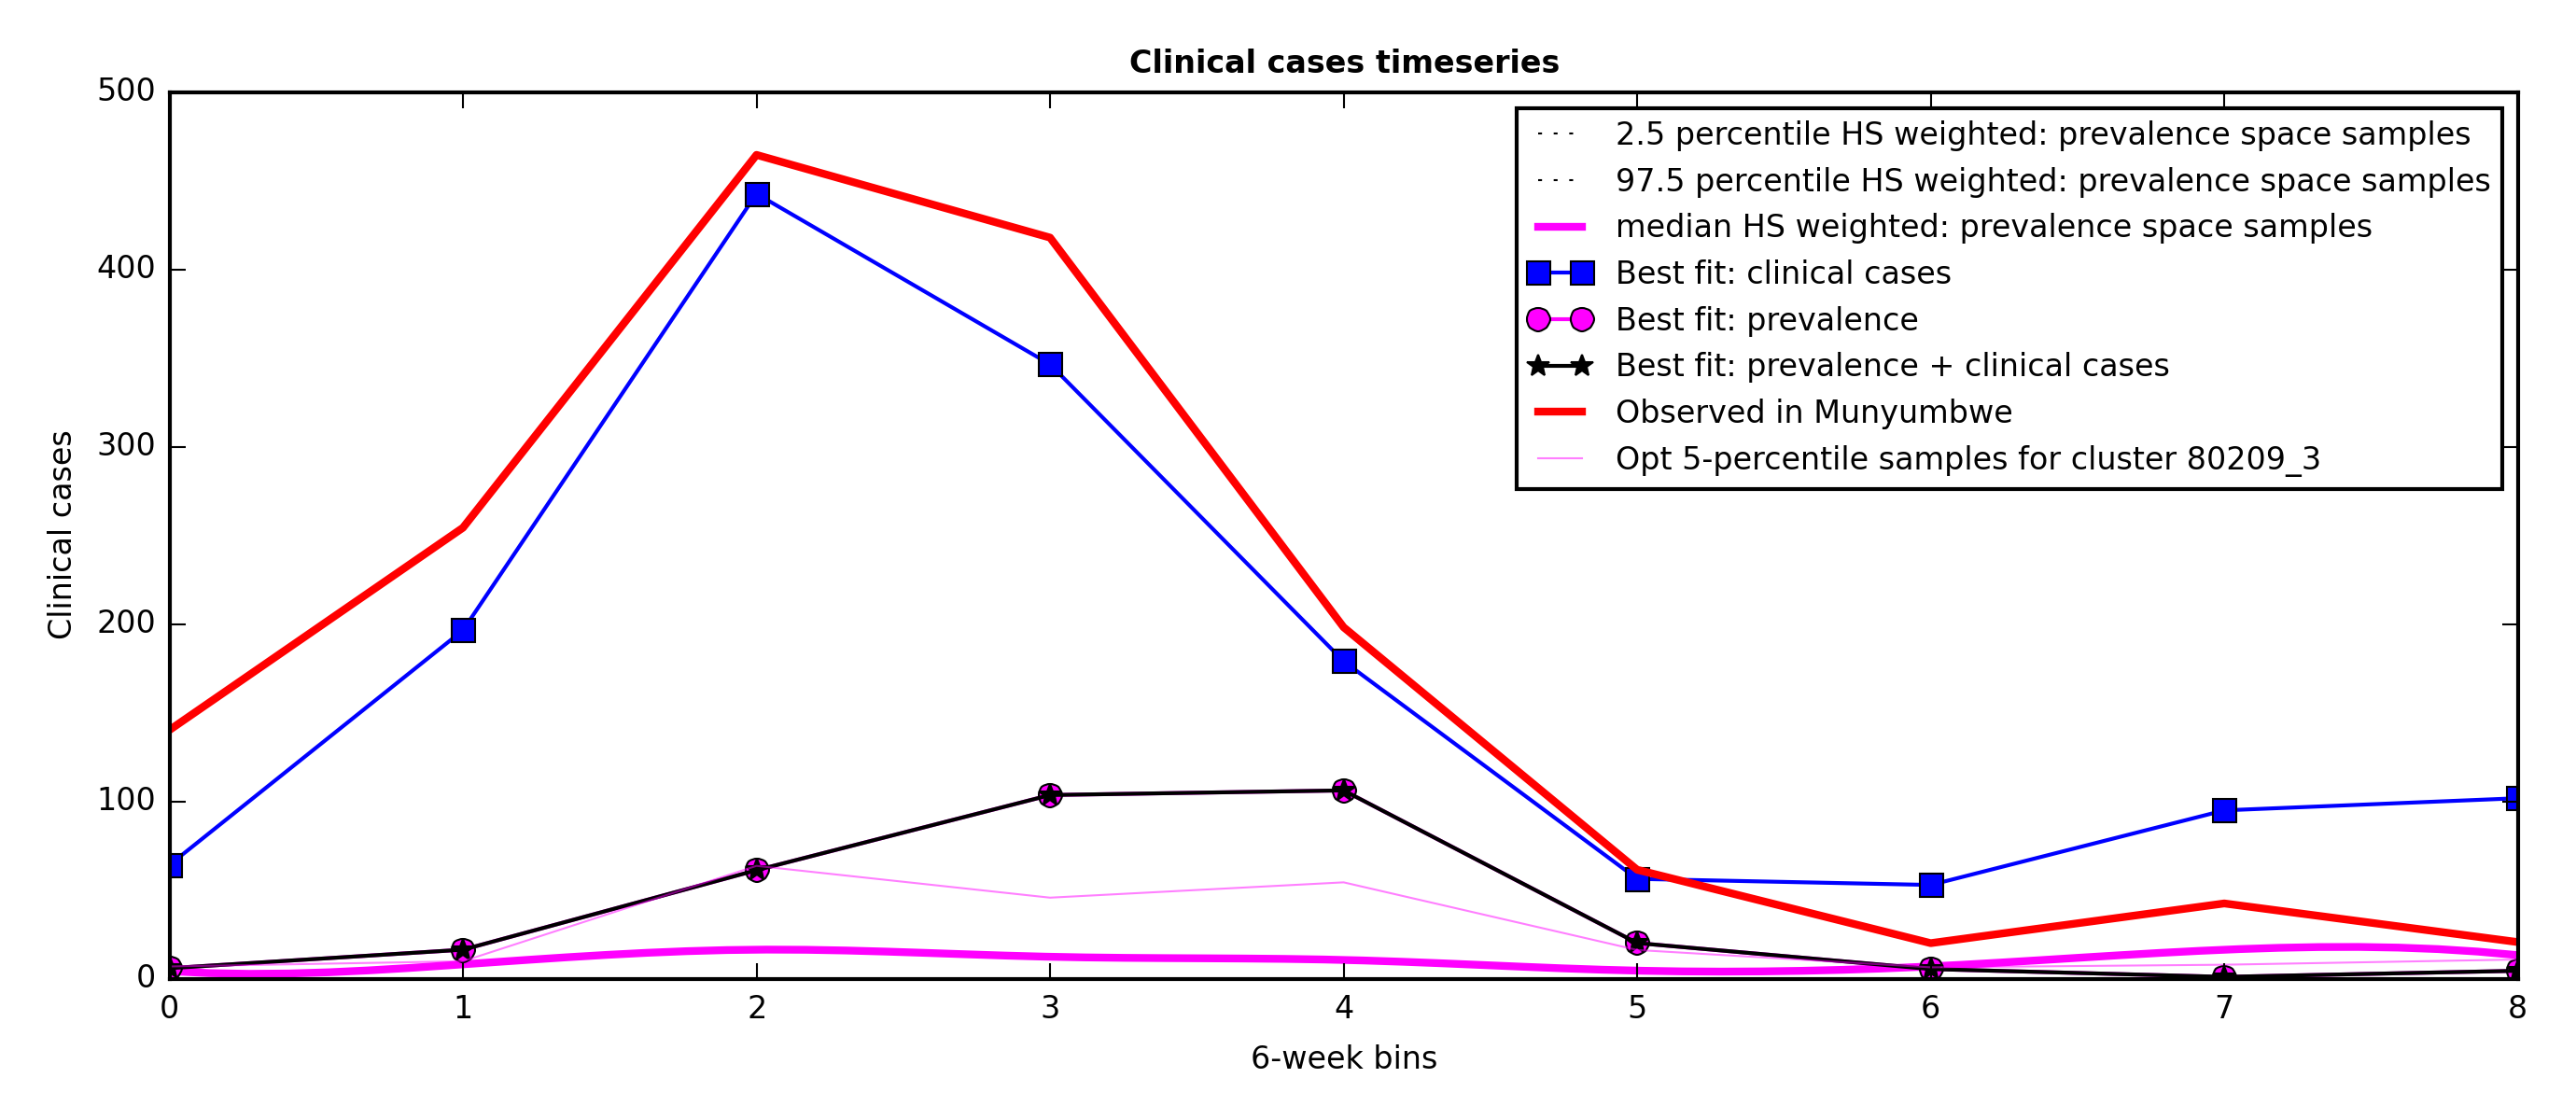 Clinical cases timeseries
500
400
300
200
100
0
Clinical cases
2.5 percentile HS weighted: prevalence space samples
97.5 percentile HS weighted: prevalence space samples
median HS weighted: prevalence space samples
Best fit: clinical cases
Best fit: prevalence
Best fit: prevalence + clinical cases
Observed in Munyumbwe
Opt 5-percentile samples for cluster 80209_3
0 1 2 3 4 5 6 7 8
6-week bins